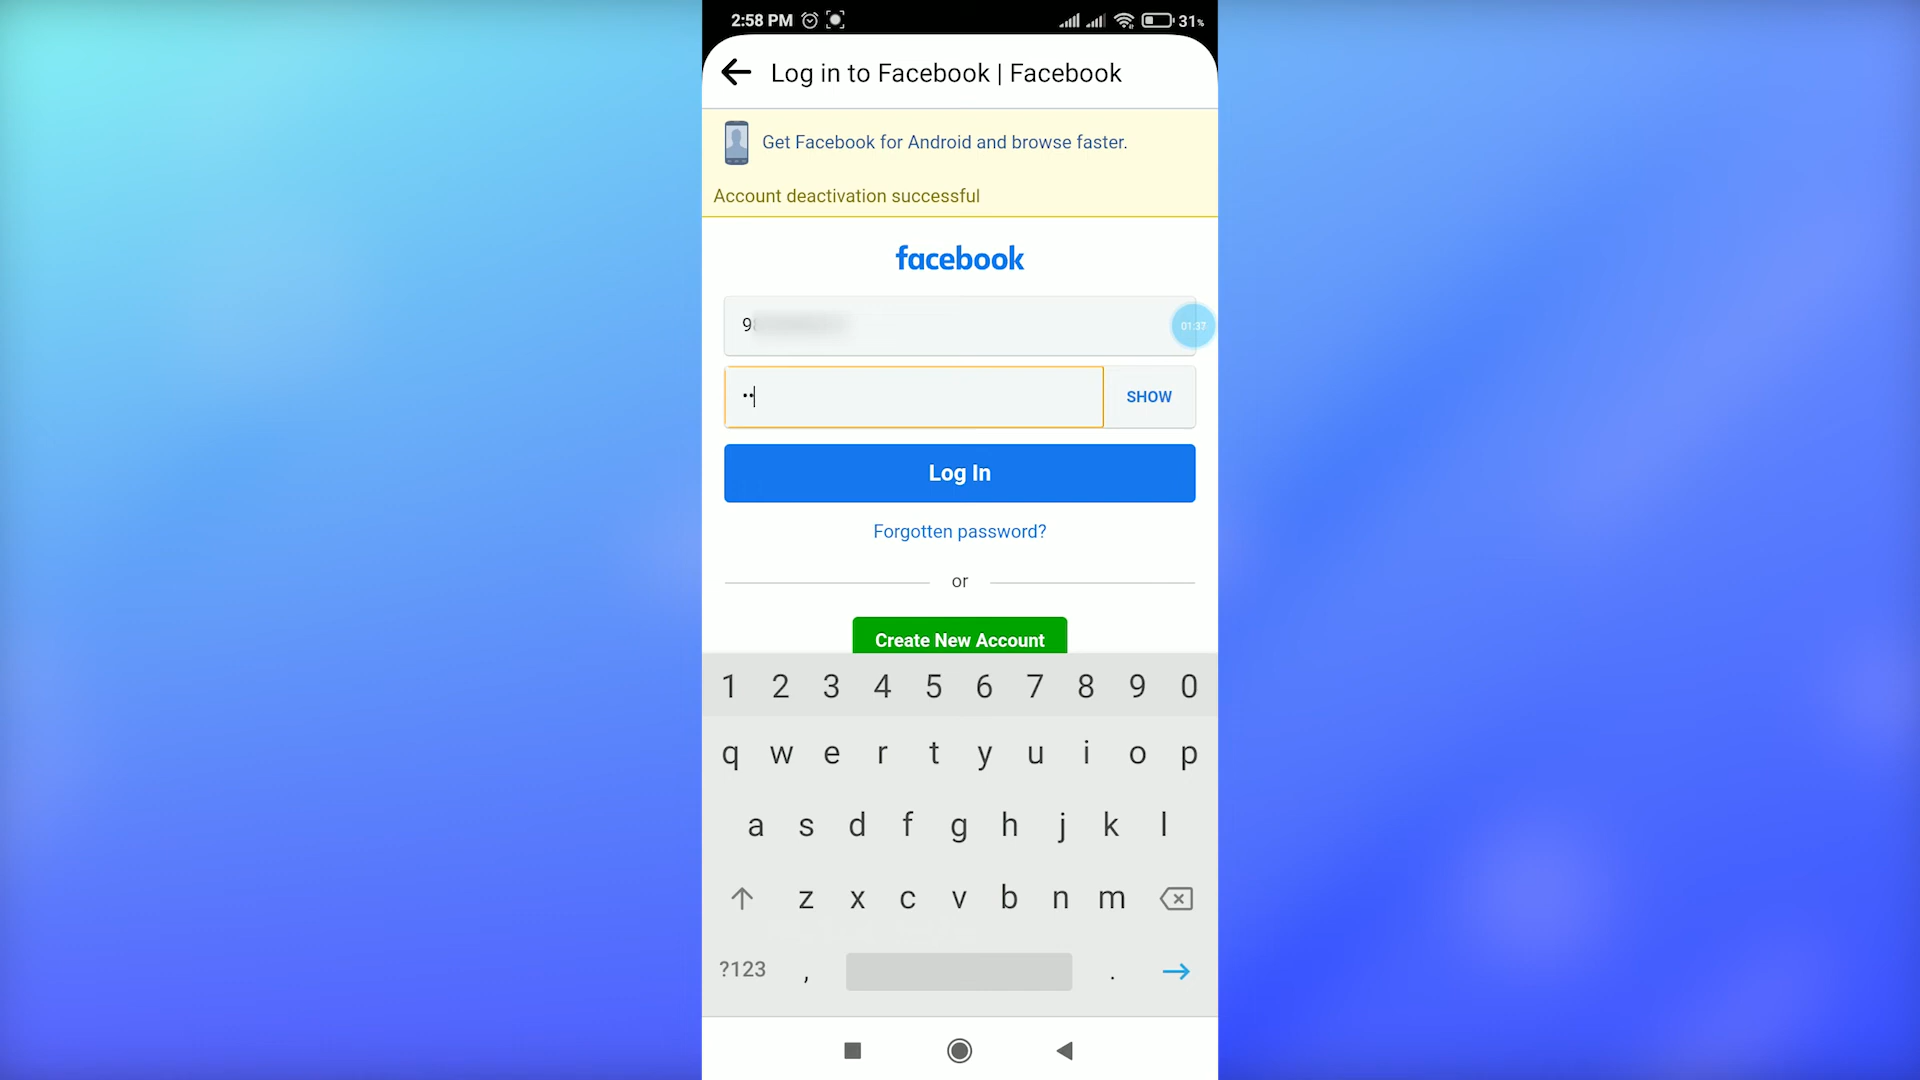 2:58 PM 31%
Log in to Facebook | Facebook
Get Facebook for Android and browse faster.
Account deactivation successful
facebook
9
01:37
••
SHOW
Log In
Forgotten password?
or
Create New Account
1 2 3 4 5 6 7 8 9 0
q w e r t y u i o p
a s d f g h j k l
z x c v b n m
?123 , .